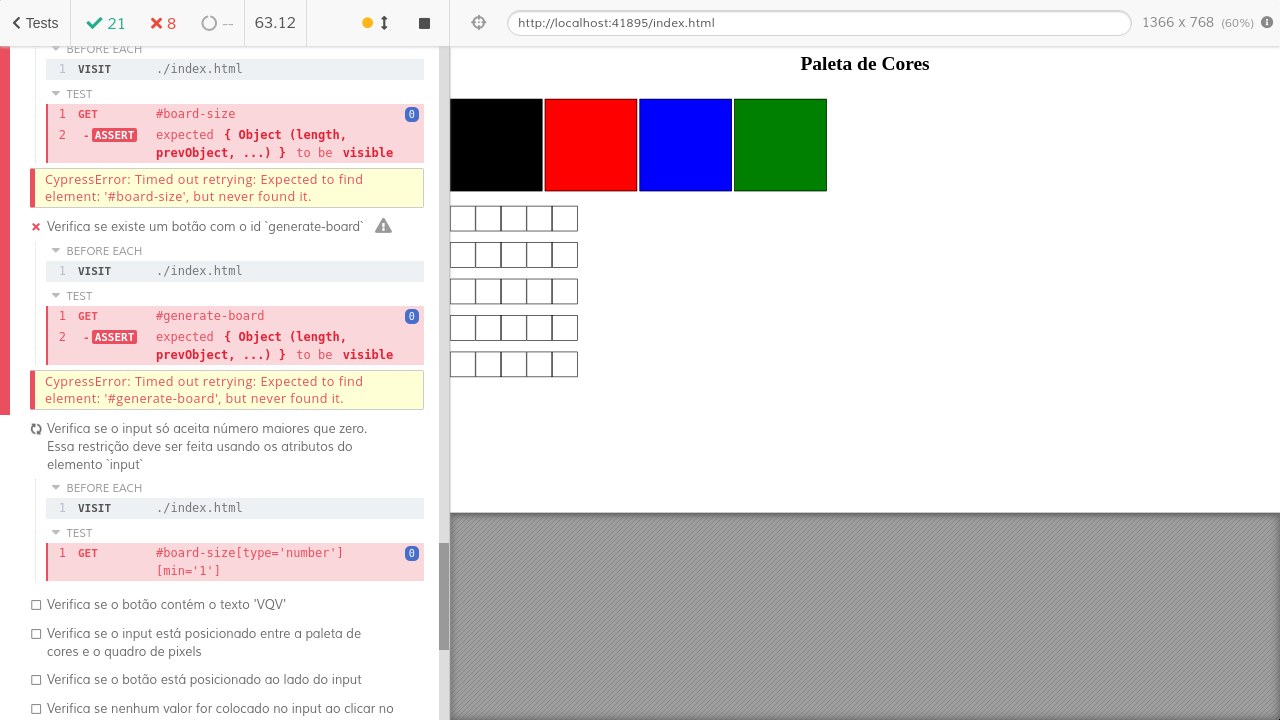 Tests 21 8 -- 63.12 http://localhost:41895/index.html 1366 x 768 (60%)
BEFORE EACH
1 VISIT ./index.html
TEST
1 GET #board-size 0
2 -ASSERT expected { Object (length,
prevObject, ...) } to be visible
CypressError: Timed out retrying: Expected to find
element: '#board-size', but never found it.
Verifica se existe um botão com o id `generate-board`
BEFORE EACH
1 VISIT ./index.html
TEST
1 GET #generate-board 0
2 -ASSERT expected { Object (length,
prevObject, ...) } to be visible
CypressError: Timed out retrying: Expected to find
element: '#generate-board', but never found it.
Verifica se o input só aceita número maiores que zero.
Essa restrição deve ser feita usando os atributos do
elemento `input`
BEFORE EACH
1 VISIT ./index.html
TEST
1 GET #board-size[type='number'] 0
[min='1']
Verifica se o botão contém o texto 'VQV'
Verifica se o input está posicionado entre a paleta de
cores e o quadro de pixels
Verifica se o botão está posicionado ao lado do input
Verifica se nenhum valor for colocado no input ao clicar no
Paleta de Cores